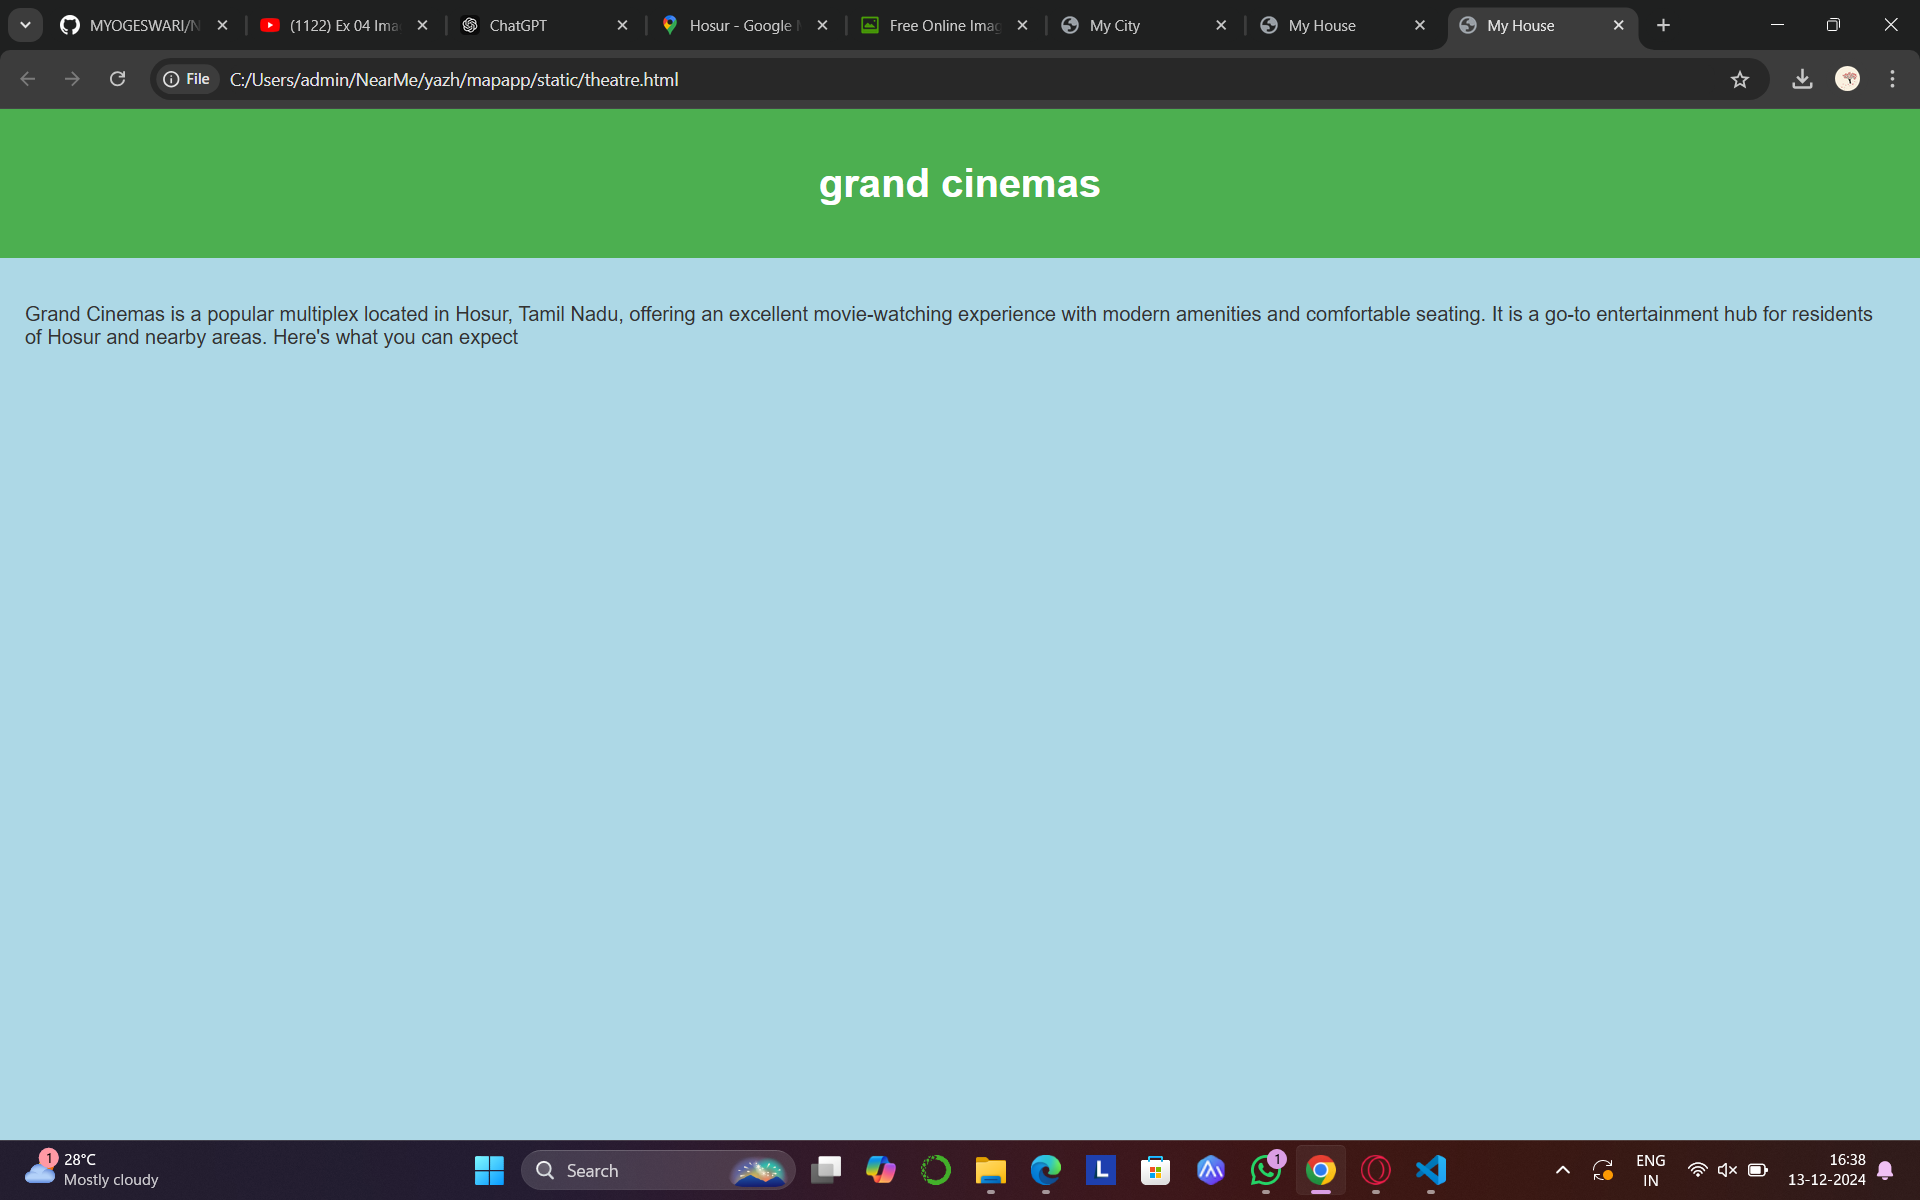 MYOGESWARI/N
(1122) Ex 04 Ima
ChatGPT
Hosur - Google
Free Online Imag
My City
My House
My House
File
C:/Users/admin/NearMe/yazh/mapapp/static/theatre.html
grand cinemas
Grand Cinemas is a popular multiplex located in Hosur, Tamil Nadu, offering an excellent movie-watching experience with modern amenities and comfortable seating. It is a go-to entertainment hub for residents
of Hosur and nearby areas. Here's what you can expect
1
28°C
Mostly cloudy
Search
L
1
ENG
IN
16:38
13-12-2024